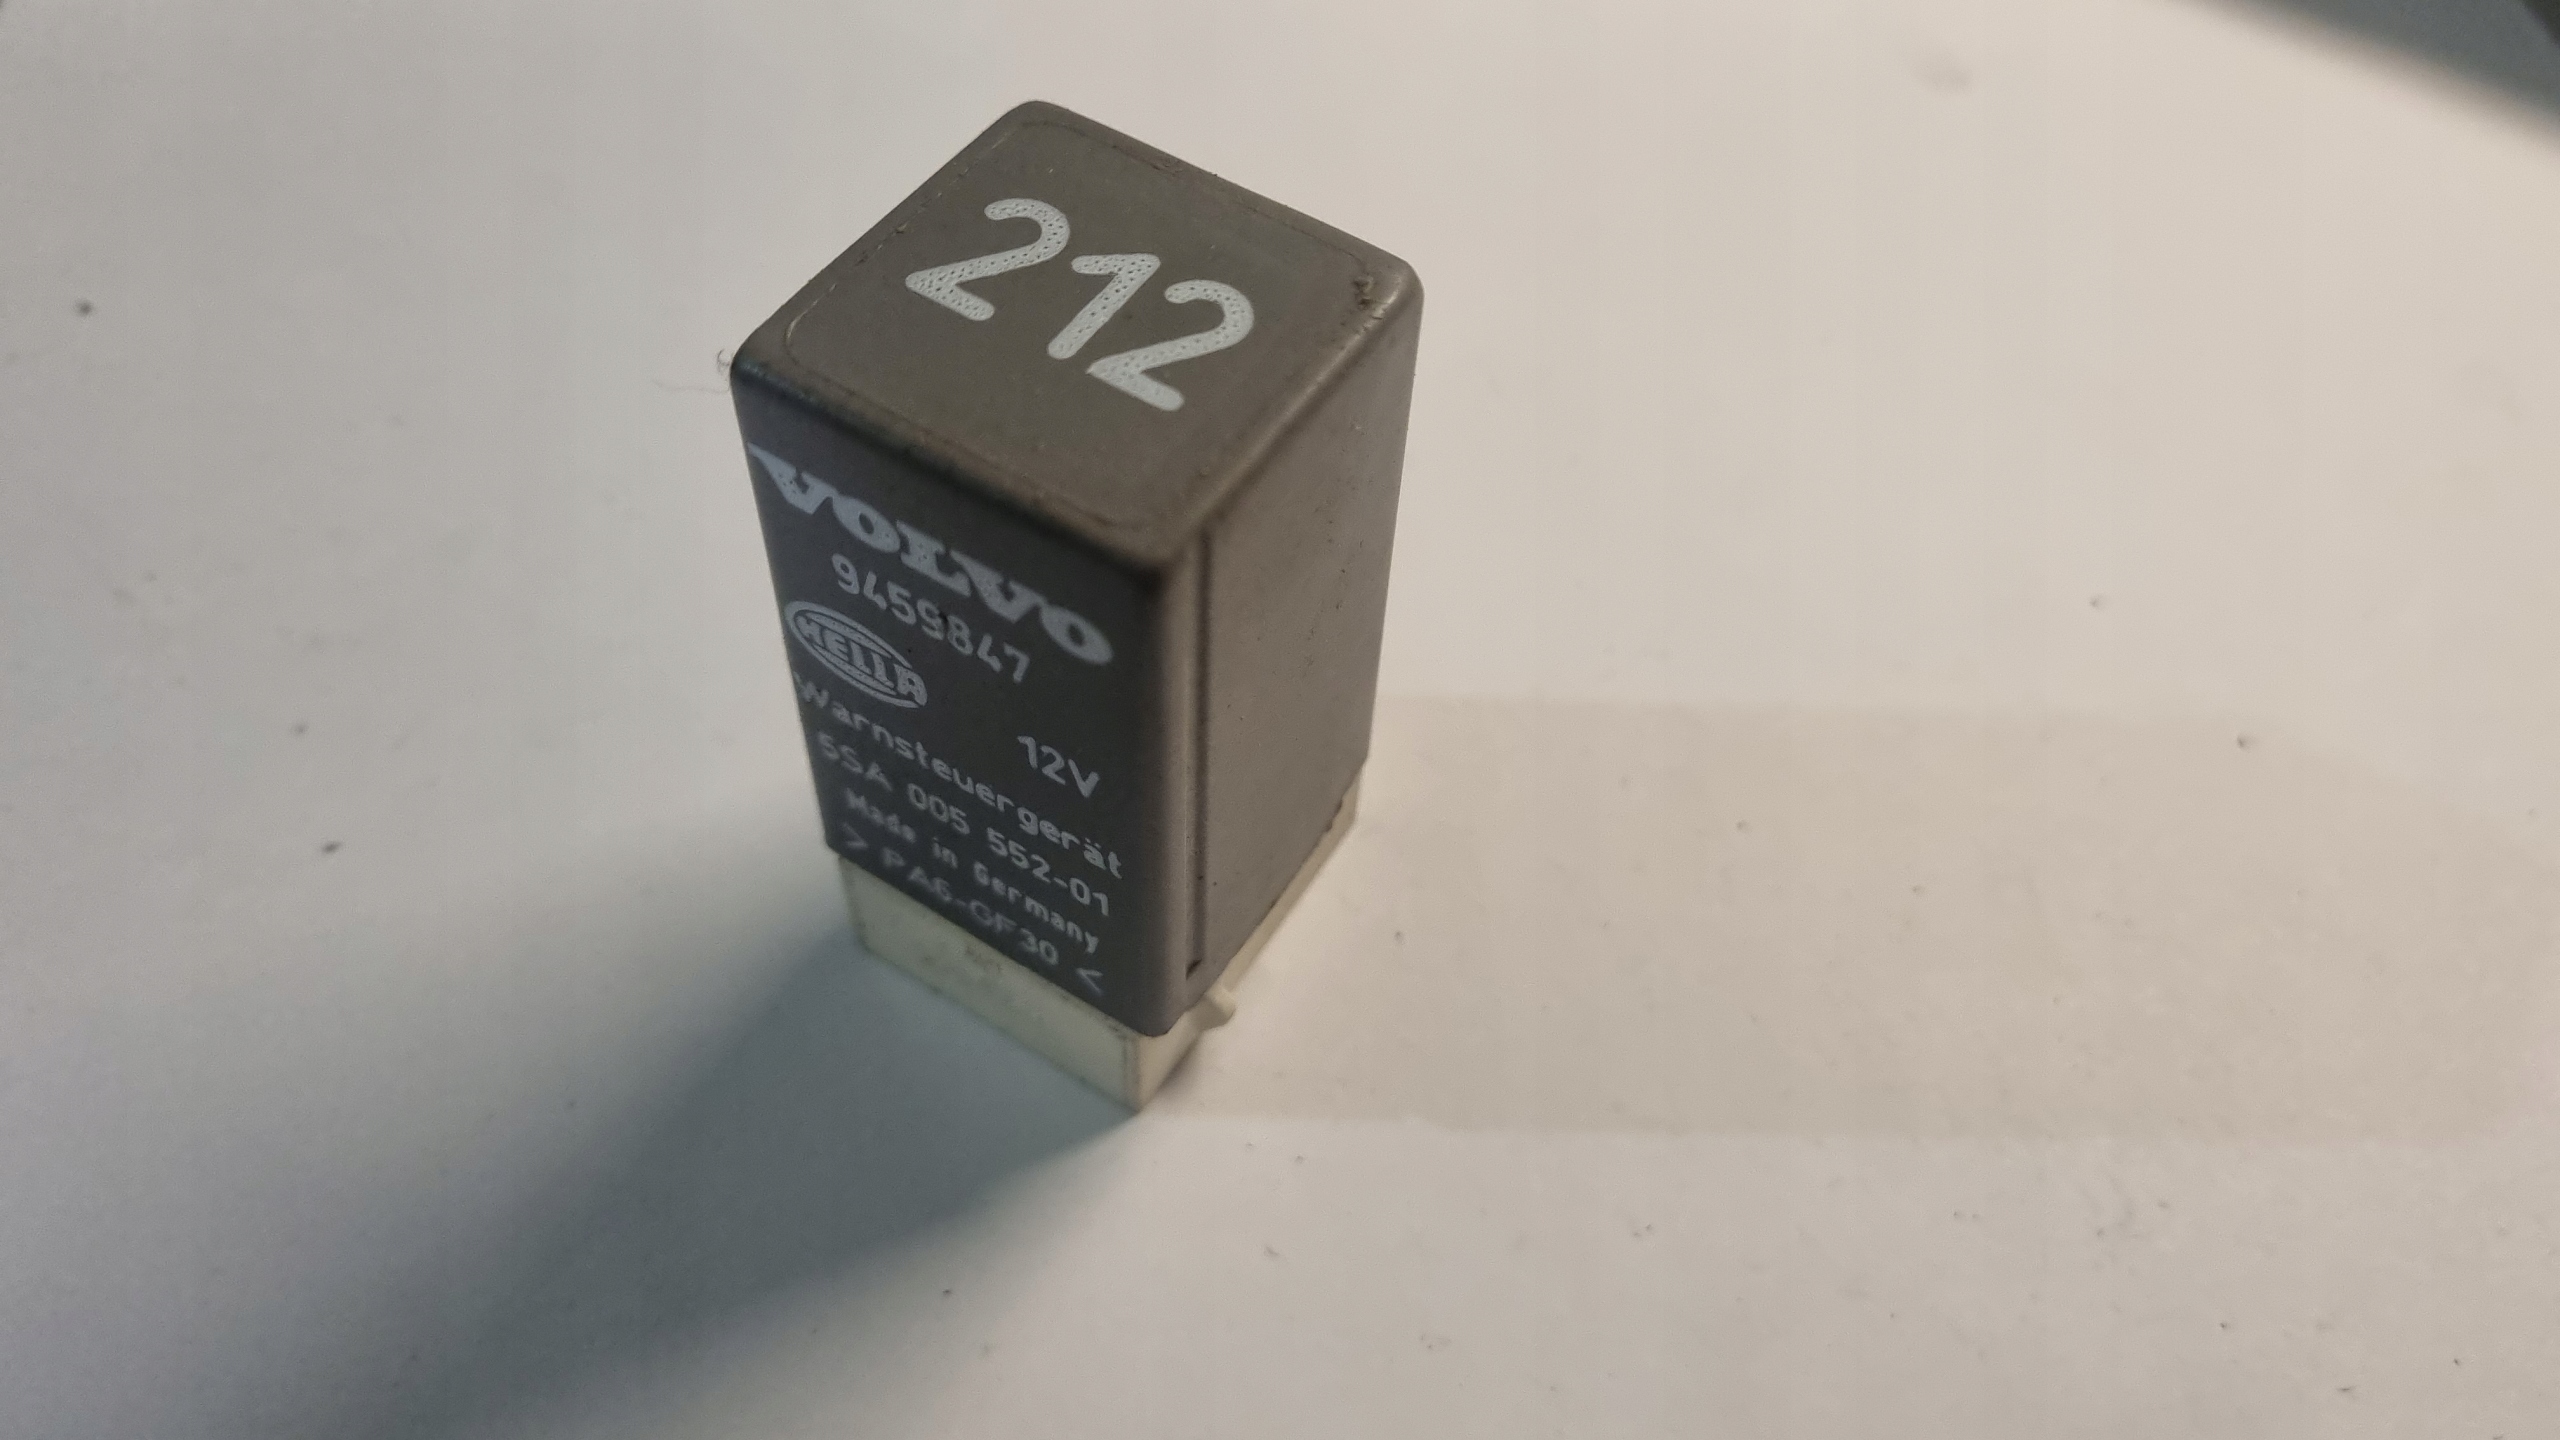 212
VOLVO
9459847
HELLA
12V
Warnsteuergerät
5SA 005 552-01
Made in Germany
> PA6-GF30 <